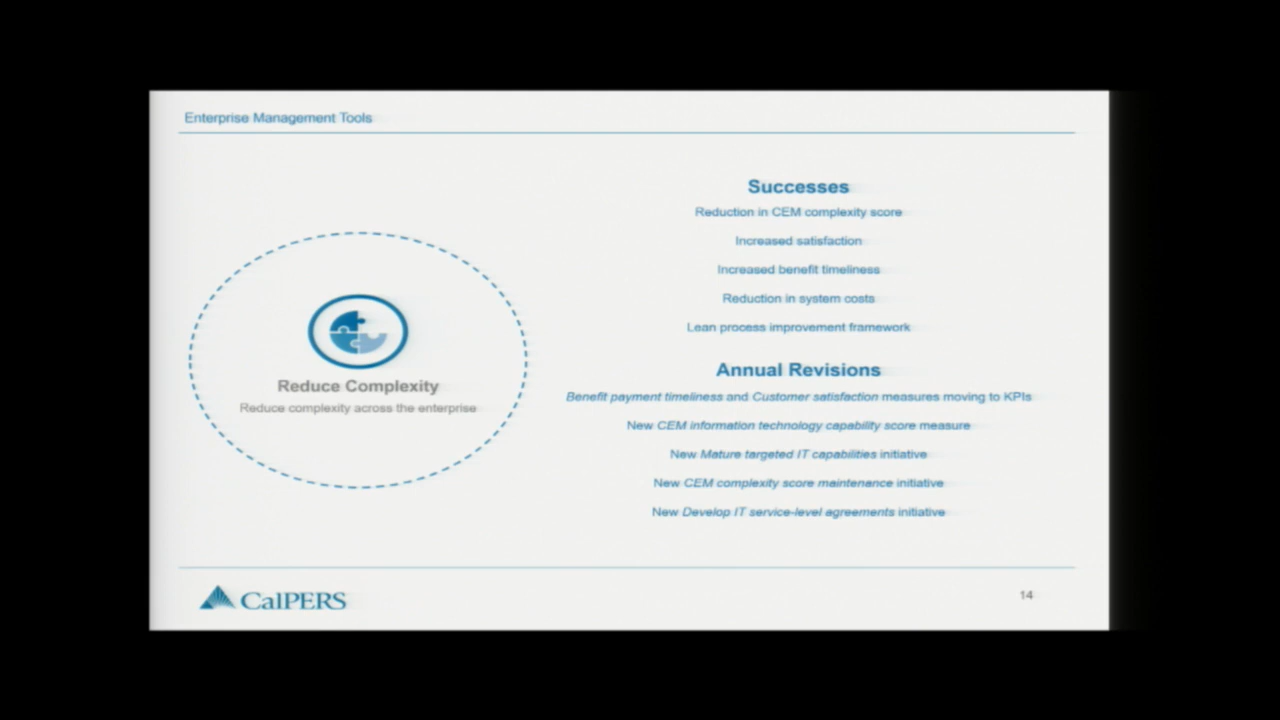 Enterprise Management Tools
Successes
Reduction in CEM complexity score
Increased satisfaction
Increased benefit timeliness
Reduction in system costs
Lean process improvement framework
Reduce Complexity
Reduce complexity across the enterprise
Annual Revisions
Benefit payment timeliness and Customer satisfaction measures moving to KPIs
New CEM information technology capability score measure
New Mature targeted IT capabilities initiative
New CEM complexity score maintenance initiative
New Develop IT service-level agreements initiative
CalPERS
14